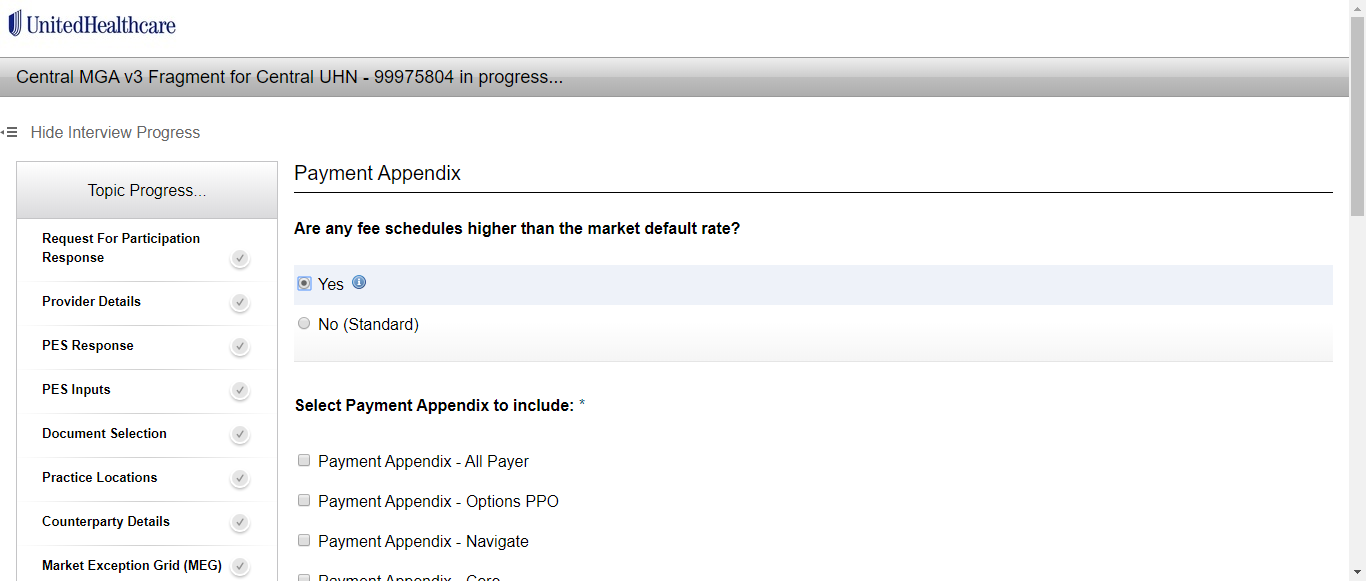 UnitedHealthcare
Central MGA v3 Fragment for Central UHN - 99975804 in progress...
Hide Interview Progress
Topic Progress...
Request For Participation
Response
Provider Details
PES Response
PES Inputs
Document Selection
Practice Locations
Counterparty Details
Market Exception Grid (MEG)
Payment Appendix
Are any fee schedules higher than the market default rate?
Yes
No (Standard)
Select Payment Appendix to include: *
Payment Appendix - All Payer
Payment Appendix - Options PPO
Payment Appendix - Navigate
Payment Appendix - Core